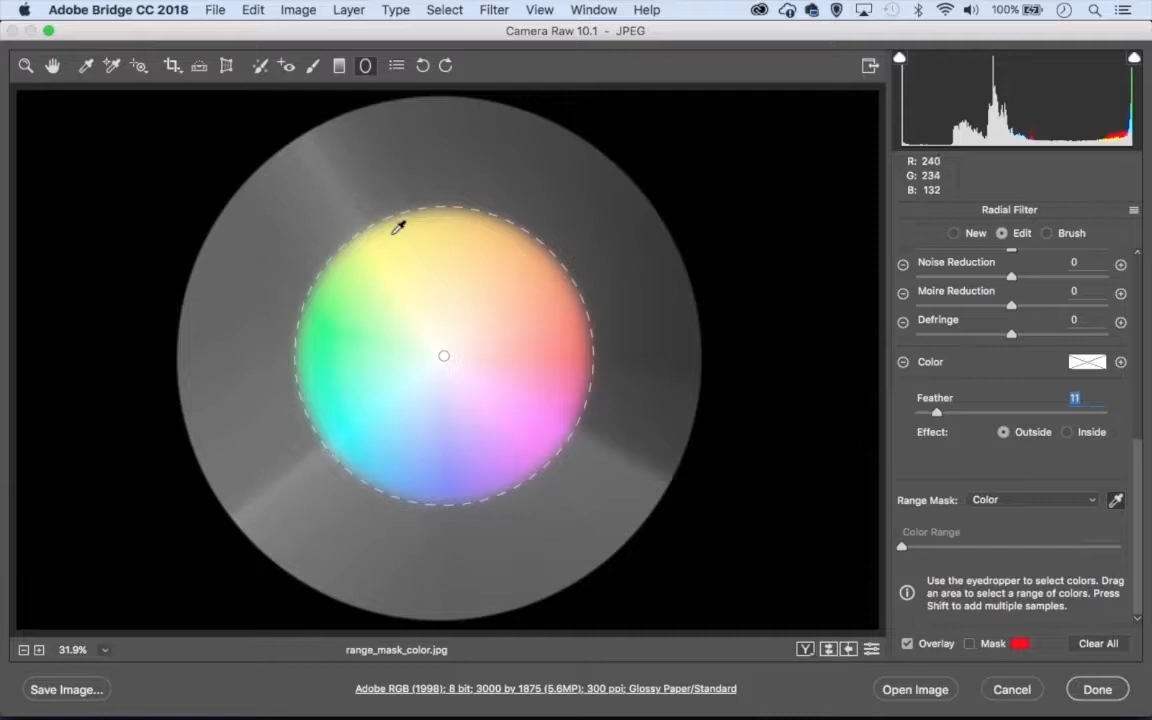 Adobe Bridge CC 2018 File Edit Image Layer Type Select Filter View Window Help 100%
Camera Raw 10.1 - JPEG
R: 240
G: 234
B: 132
Radial Filter
New Edit Brush
Noise Reduction 0
Moire Reduction 0
Defringe 0
Color
Feather 11
Effect: Outside Inside
Range Mask: Color
Color Range
Use the eyedropper to select colors. Drag
an area to select a range of colors. Press
Shift to add multiple samples.
Overlay Mask Clear All
31.9% range_mask_color.jpg Y
Save Image... Adobe RGB (1998); 8 bit; 3000 by 1875 (5.6MP); 300 ppi; Glossy Paper/Standard Open Image Cancel Done